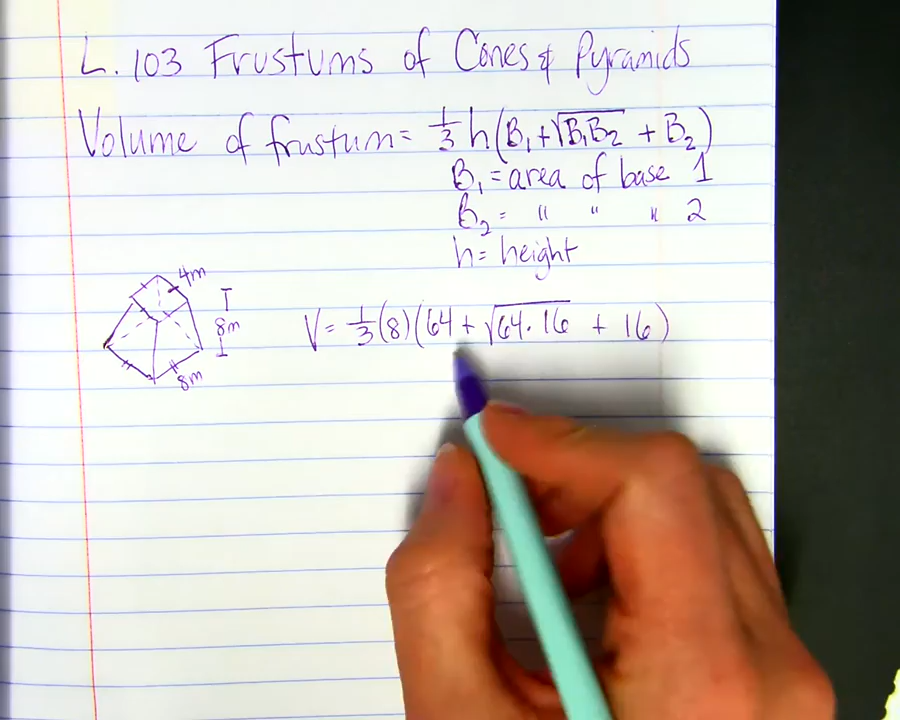 L. 103 Frustums of Cones & Pyramids
Volume of frustum = 1/3 h(B₁ + √B₁B₂ + B₂)
B₁ = area of base 1
B₂ = " " " 2
h = height
4m
8m
8m
V = 1/3 (8)(64 + √64·16 + 16)